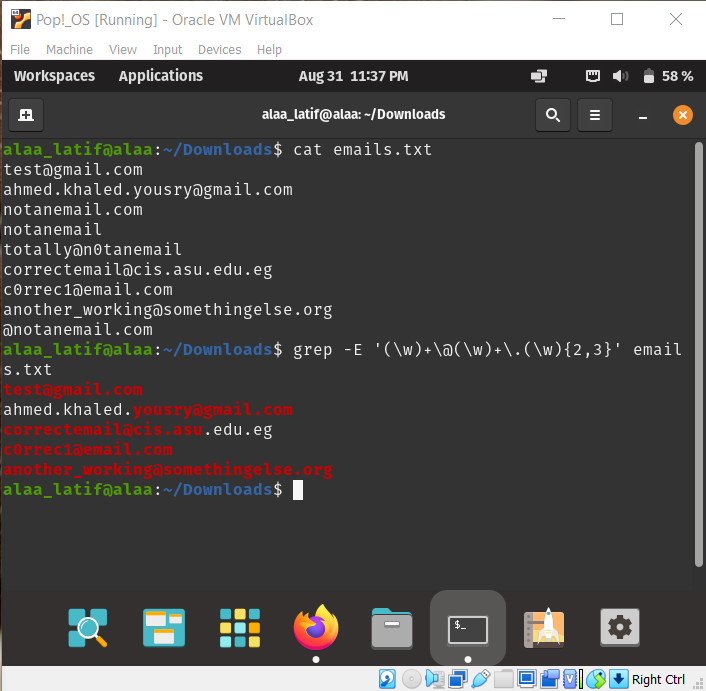 Pop!_OS [Running] - Oracle VM VirtualBox
File Machine View Input Devices Help
Workspaces Applications Aug 31 11:37 PM 58 %
alaa_latif@alaa: ~/Downloads
alaa_latif@alaa:~/Downloads$ cat emails.txt
test@gmail.com
ahmed.khaled.yousry@gmail.com
notanemail.com
notanemail
totally@n0tanemail
correctemail@cis.asu.edu.eg
c0rrec1@email.com
another_working@somethingelse.org
@notanemail.com
alaa_latif@alaa:~/Downloads$ grep -E '(\w)+\@(\w)+\.(\w){2,3}' email
s.txt
test@gmail.com
ahmed.khaled.yousry@gmail.com
correctemail@cis.asu.edu.eg
c0rrec1@email.com
another_working@somethingelse.org
alaa_latif@alaa:~/Downloads$
$_
Right Ctrl